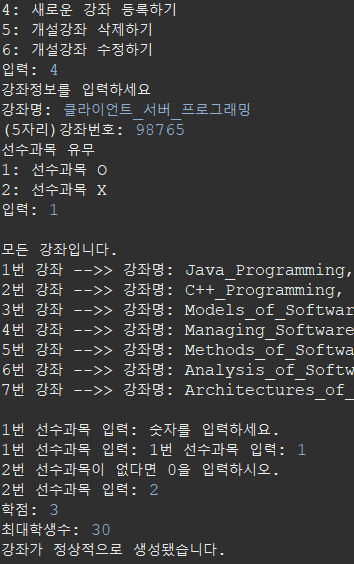 4: 새로운 강좌 등록하기
5: 개설강좌 삭제하기
6: 개설강좌 수정하기
입력: 4
강좌정보를 입력하세요
강좌명: 클라이언트_서버_프로그래밍
(5자리)강좌번호: 98765
선수과목 유무
1: 선수과목 O
2: 선수과목 X
입력: 1
모든 강좌입니다.
1번 강좌 -->> 강좌명: Java_Programming,
2번 강좌 -->> 강좌명: C++_Programming,
3번 강좌 -->> 강좌명: Models_of_Softwar
4번 강좌 -->> 강좌명: Managing_Software
5번 강좌 -->> 강좌명: Methods_of_Softwa
6번 강좌 -->> 강좌명: Analysis_of_Softw
7번 강좌 -->> 강좌명: Architectures_of_
1번 선수과목 입력: 숫자를 입력하세요.
1번 선수과목 입력: 1번 선수과목 입력: 1
2번 선수과목이 없다면 0을 입력하시오.
2번 선수과목 입력: 2
학점: 3
최대학생수: 30
강좌가 정상적으로 생성됐습니다.